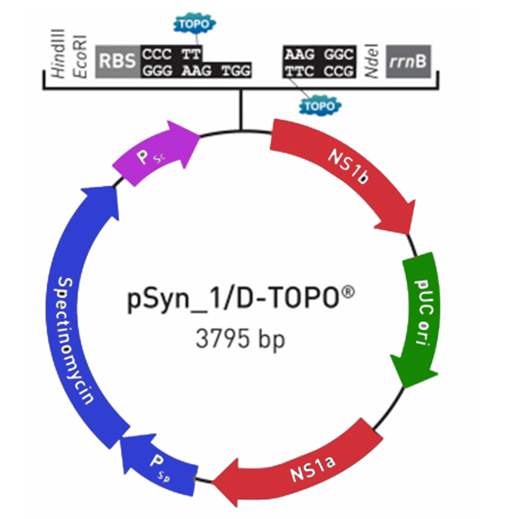 TOPO
HindIII
EcoRI
RBS
CCC TT
GGG AAG TGG
AAG GGC
TTC CCG
NdeI
rrnB
TOPO
PSc
NS1b
pUC ori
NS1a
PSp
Spectinomycin
pSyn_1/D-TOPO®
3795 bp